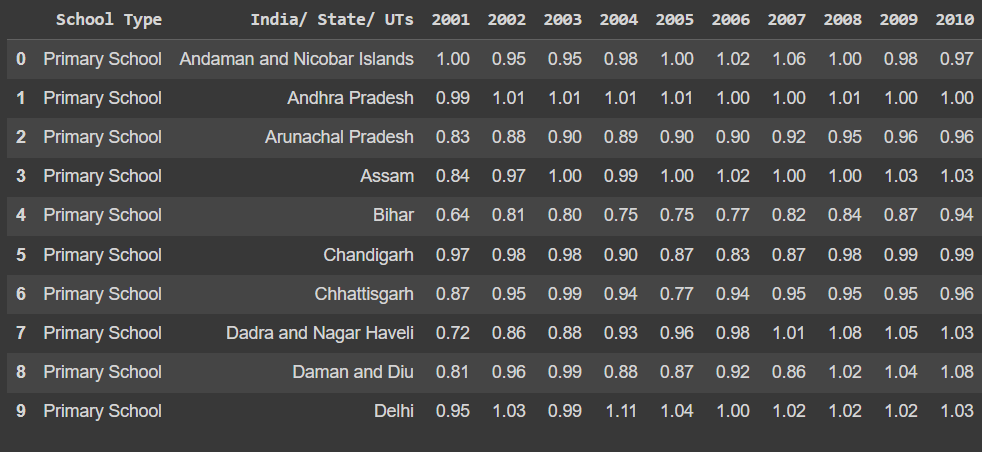 School Type India/ State/ UTs 2001 2002 2003 2004 2005 2006 2007 2008 2009 2010
0 Primary School Andaman and Nicobar Islands 1.00 0.95 0.95 0.98 1.00 1.02 1.06 1.00 0.98 0.97
1 Primary School Andhra Pradesh 0.99 1.01 1.01 1.01 1.01 1.00 1.00 1.01 1.00 1.00
2 Primary School Arunachal Pradesh 0.83 0.88 0.90 0.89 0.90 0.90 0.92 0.95 0.96 0.96
3 Primary School Assam 0.84 0.97 1.00 0.99 1.00 1.02 1.00 1.00 1.03 1.03
4 Primary School Bihar 0.64 0.81 0.80 0.75 0.75 0.77 0.82 0.84 0.87 0.94
5 Primary School Chandigarh 0.97 0.98 0.98 0.90 0.87 0.83 0.87 0.98 0.99 0.99
6 Primary School Chhattisgarh 0.87 0.95 0.99 0.94 0.77 0.94 0.95 0.95 0.95 0.96
7 Primary School Dadra and Nagar Haveli 0.72 0.86 0.88 0.93 0.96 0.98 1.01 1.08 1.05 1.03
8 Primary School Daman and Diu 0.81 0.96 0.99 0.88 0.87 0.92 0.86 1.02 1.04 1.08
9 Primary School Delhi 0.95 1.03 0.99 1.11 1.04 1.00 1.02 1.02 1.02 1.03